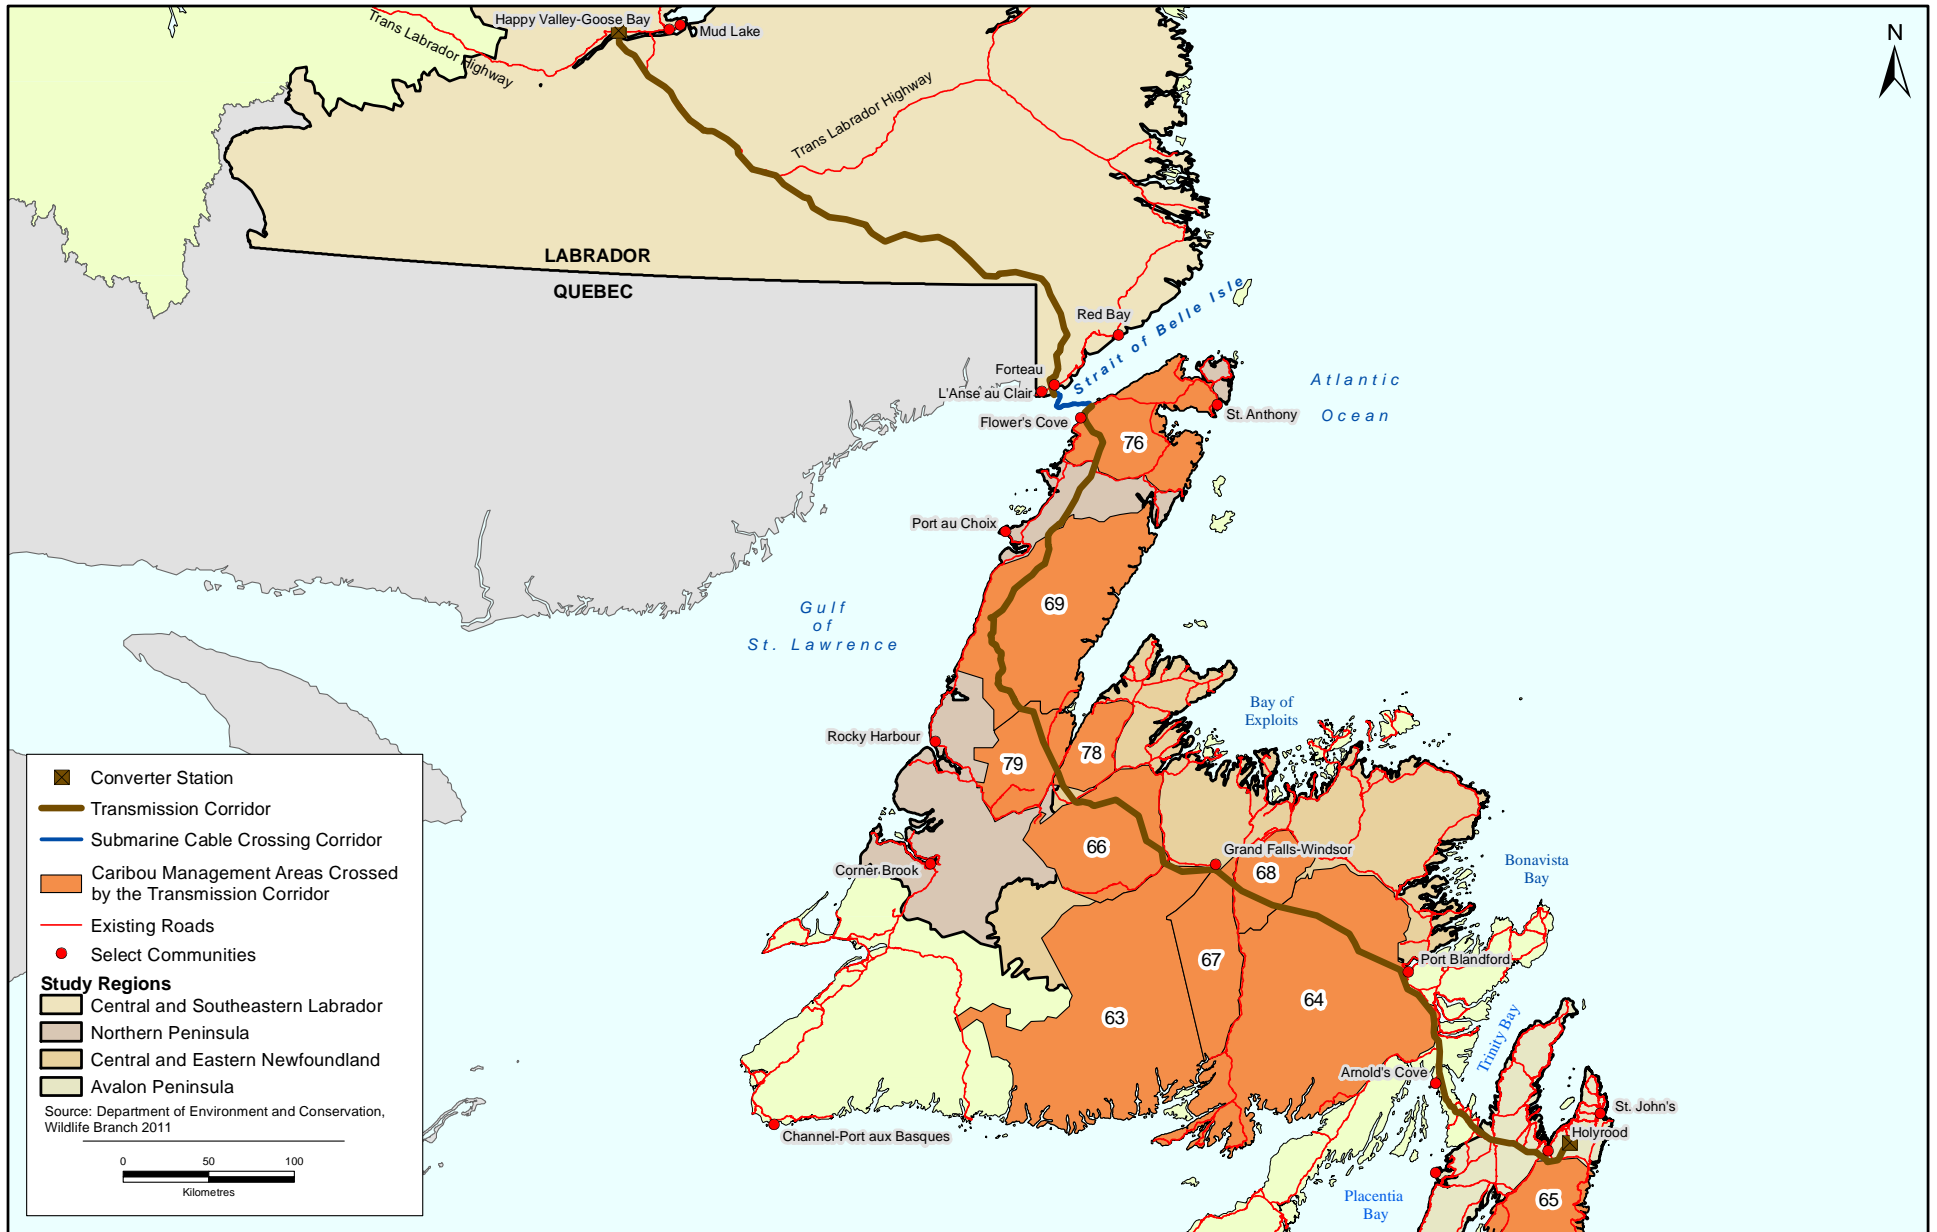 Happy Valley-Goose Bay
Mud Lake
N
Trans Labrador Highway
Trans Labrador Highway
LABRADOR
QUEBEC
Red Bay
Strait of Belle Isle
Forteau
L'Anse au Clair
Atlantic
Ocean
St. Anthony
Flower's Cove
76
Port au Choix
69
Gulf
of
St. Lawrence
Bay of
Exploits
Rocky Harbour
78
79
66
Grand Falls-Windsor
68
Corner Brook
Bonavista
Bay
67
Port Blandford
64
63
Trinity Bay
Arnold's Cove
St. John's
Holyrood
Channel-Port aux Basques
Placentia
Bay
65
Converter Station
Transmission Corridor
Submarine Cable Crossing Corridor
Caribou Management Areas Crossed
by the Transmission Corridor
Existing Roads
Select Communities
Study Regions
Central and Southeastern Labrador
Northern Peninsula
Central and Eastern Newfoundland
Avalon Peninsula
Source: Department of Environment and Conservation,
Wildlife Branch 2011
0 50 100
Kilometres